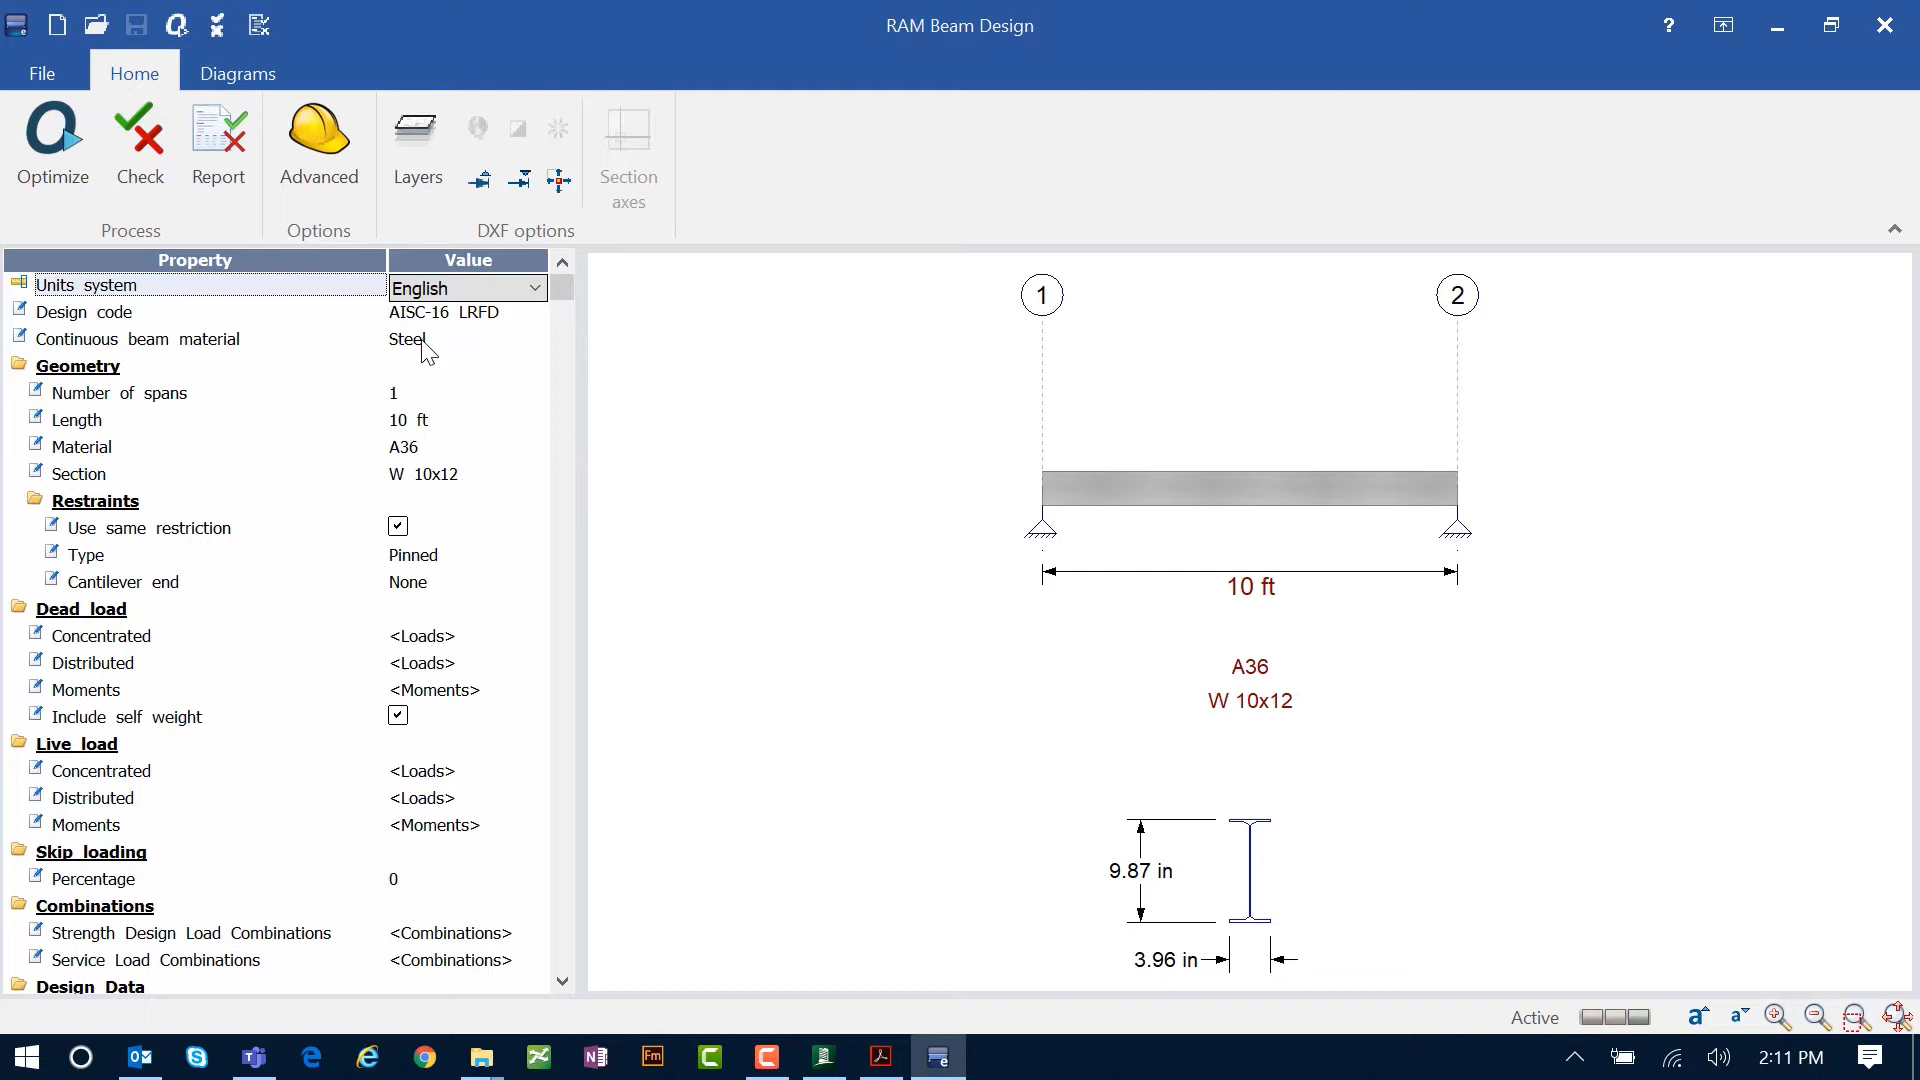 RAM Beam Design
?
File Home Diagrams
Optimize Check Report Advanced Layers Section axes
Process Options DXF options
Property Value
Units system English
Design code AISC-16 LRFD
Continuous beam material Steel
Geometry
Number of spans 1
Length 10 ft
Material A36
Section W 10x12
Restraints
Use same restriction
Type Pinned
Cantilever end None
Dead load
Concentrated <Loads>
Distributed <Loads>
Moments <Moments>
Include self weight
Live load
Concentrated <Loads>
Distributed <Loads>
Moments <Moments>
Skip loading
Percentage 0
Combinations
Strength Design Load Combinations <Combinations>
Service Load Combinations <Combinations>
Design Data
1 2
10 ft
A36
W 10x12
9.87 in
3.96 in
Active a a
2:11 PM